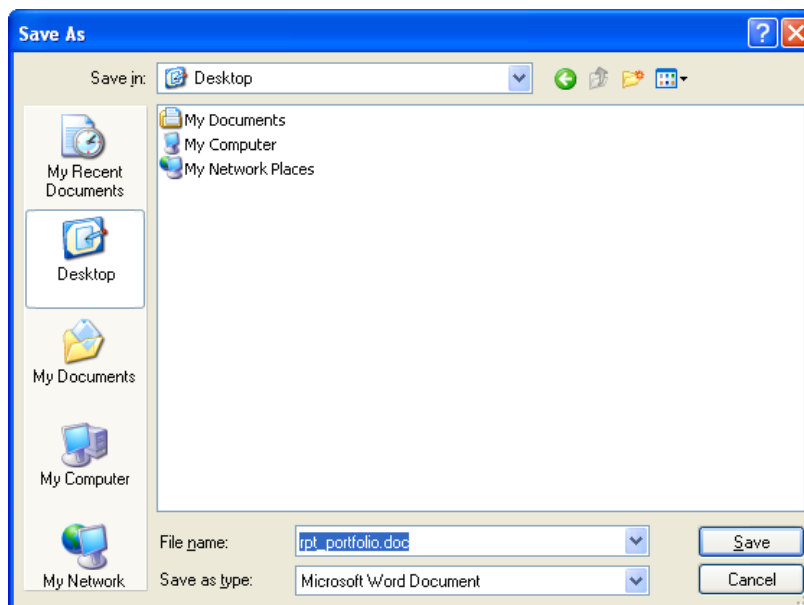 Save As
Save in:
Desktop
My Documents
My Computer
My Network Places
My Recent
Documents
Desktop
My Documents
My Computer
My Network
File name:
rpt_portfolio.doc
Save
Save as type:
Microsoft Word Document
Cancel